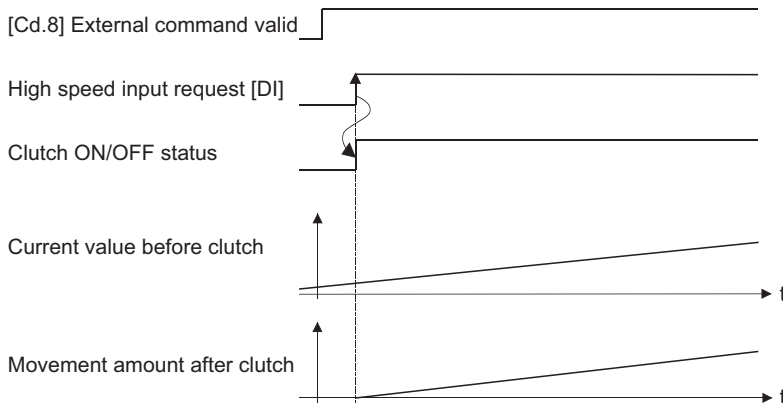 [Cd.8] External command valid
High speed input request [DI]
Clutch ON/OFF status
Current value before clutch
t
Movement amount after clutch
t